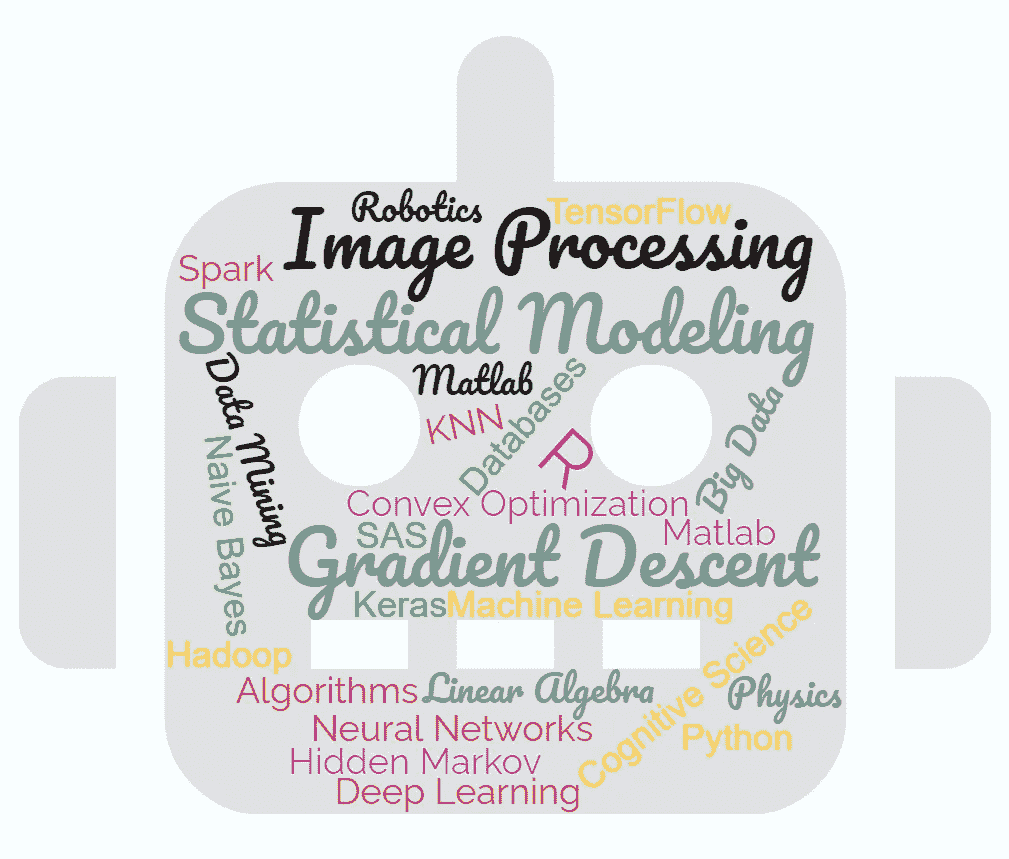 Robotics
TensorFlow
Image Processing
Spark
Statistical Modeling
Data Mining
Matlab
KNN
Databases
R
Big Data
Naive Bayes
Convex Optimization
SAS
Matlab
Gradient Descent
Keras
Machine Learning
Hadoop
Cognitive Science
Algorithms
Linear Algebra
Physics
Neural Networks
Python
Hidden Markov
Deep Learning